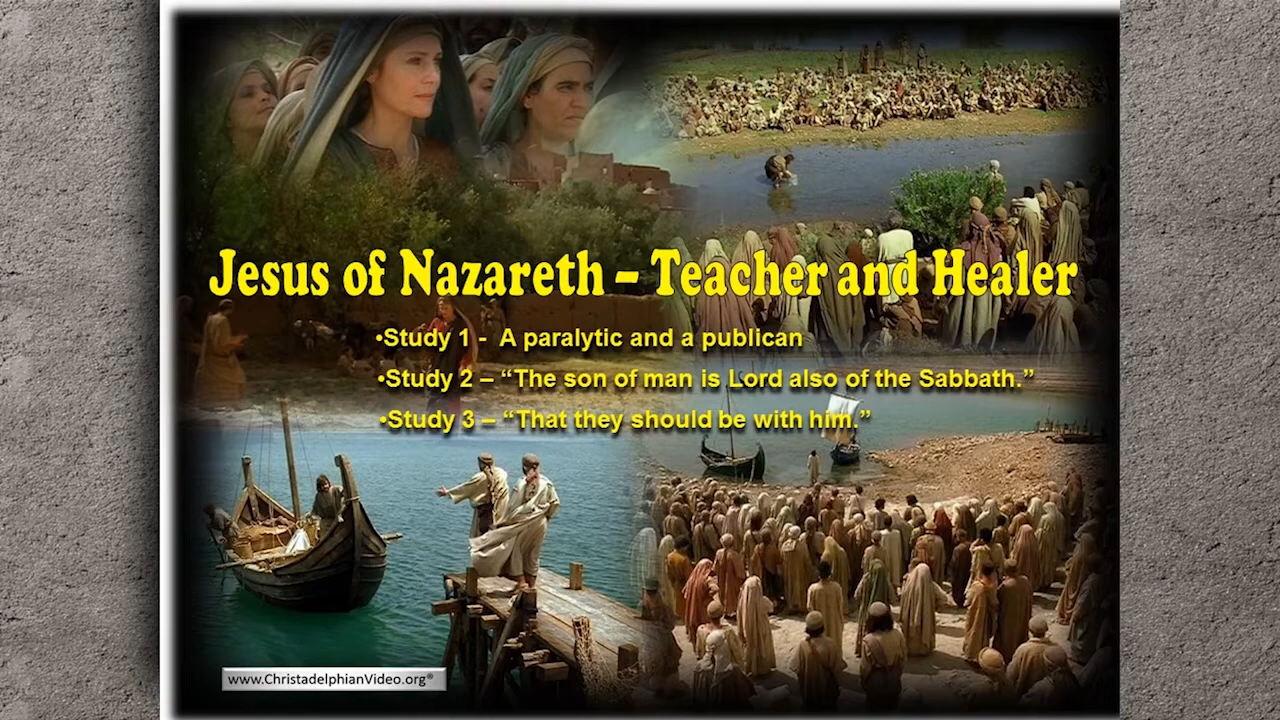 Jesus of Nazareth – Teacher and Healer
•Study 1 - A paralytic and a publican
•Study 2 – “The son of man is Lord also of the Sabbath.”
•Study 3 – “That they should be with him.”
www.ChristadelphianVideo.org®